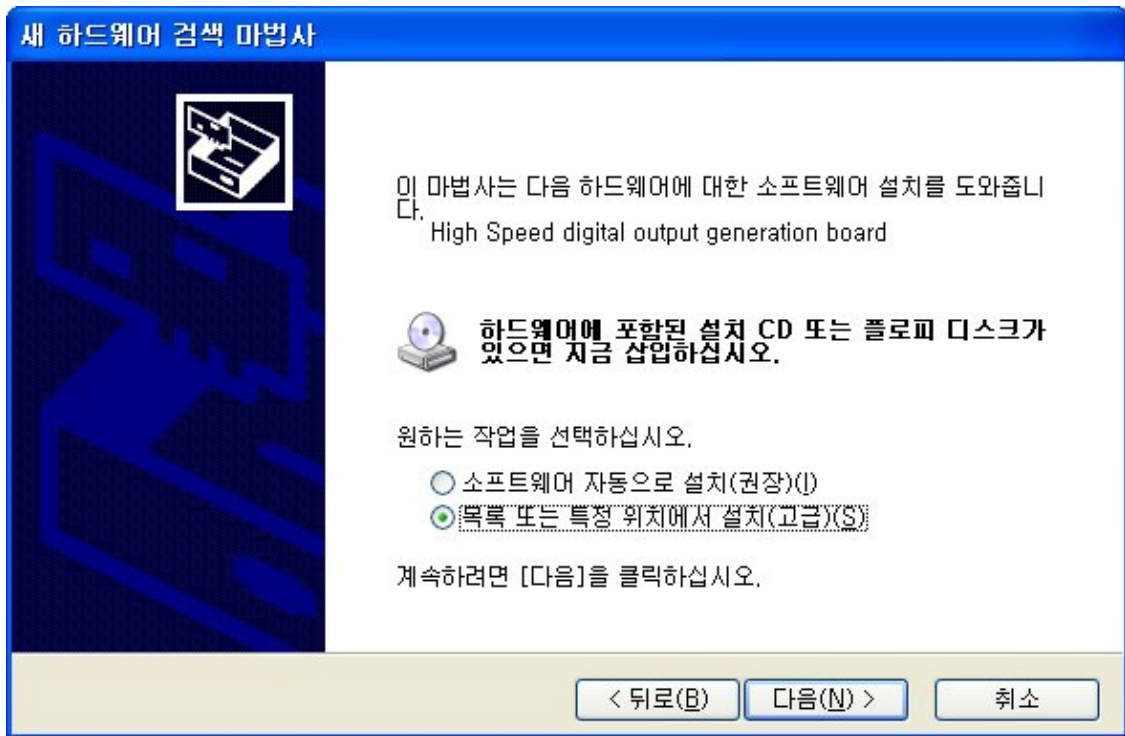 새 하드웨어 검색 마법사
이 마법사는 다음 하드웨어에 대한 소프트웨어 설치를 도와줍니
다.
High Speed digital output generation board
하드웨어에 포함된 설치 CD 또는 플로피 디스크가
있으면 지금 삽입하십시오.
원하는 작업을 선택하십시오.
소프트웨어 자동으로 설치(권장)(I)
목록 또는 특정 위치에서 설치(고급)(S)
계속하려면 [다음]을 클릭하십시오.
< 뒤로(B) 다음(N) > 취소